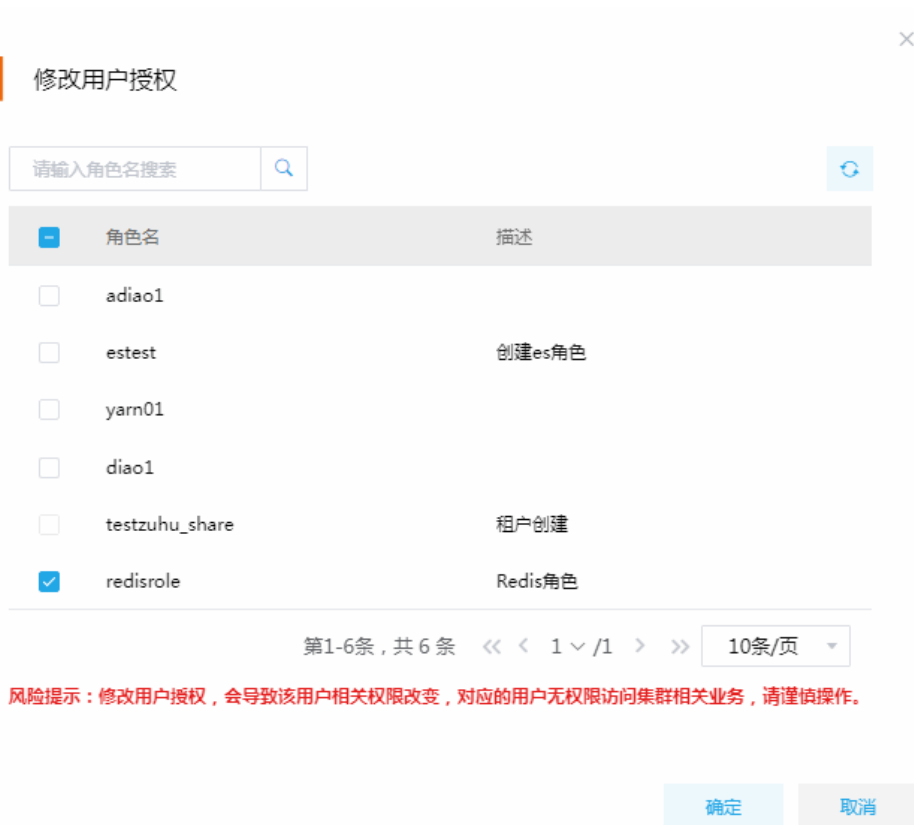 修改用户授权
请输入角色名搜索
角色名 描述
adiao1
estest 创建es角色
yarn01
diao1
testzuhu_share 租户创建
redisrole Redis角色
第1-6条，共 6 条 1 /1 10条/页
风险提示：修改用户授权，会导致该用户相关权限改变，对应的用户无权限访问集群相关业务，请谨慎操作。
确定 取消